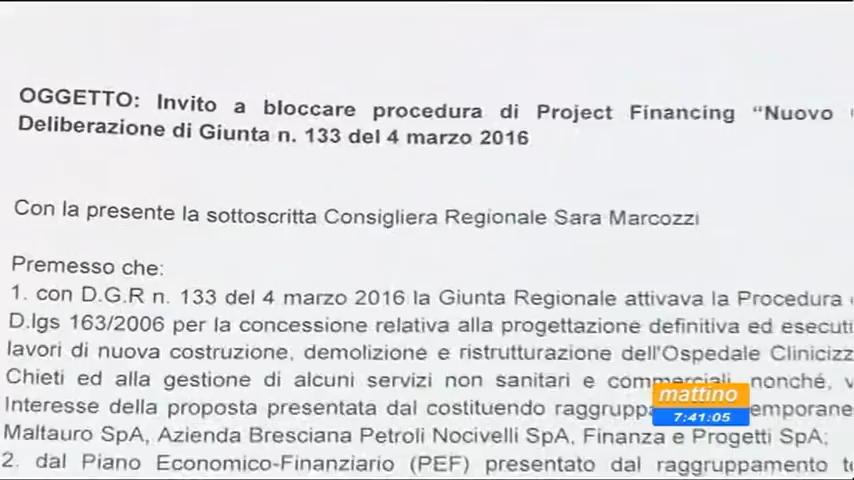 OGGETTO: Invito a bloccare procedura di Project Financing “Nuovo
Deliberazione di Giunta n. 133 del 4 marzo 2016
Con la presente la sottoscritta Consigliera Regionale Sara Marcozzi
Premesso che:
1. con D.G.R n. 133 del 4 marzo 2016 la Giunta Regionale attivava la Procedura
D.lgs 163/2006 per la concessione relativa alla progettazione definitiva ed esecuti
lavori di nuova costruzione, demolizione e ristrutturazione dell'Ospedale Clinicizz
Chieti ed alla gestione di alcuni servizi non sanitari e commerciali, nonché, v
mattino
Interesse della proposta presentata dal costituendo raggruppa emporane
7:41:05
Maltauro SpA, Azienda Bresciana Petroli Nocivelli SpA, Finanza e Progetti SpA;
2. dal Piano Economico-Finanziario (PEF) presentato dal raggruppamento te